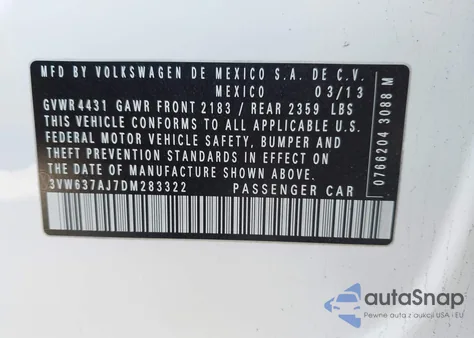 MFD BY VOLKSWAGEN DE MEXICO S.A. DE C.V.
MEXICO 03/13
GVWR 4431 GAWR FRONT 2183 / REAR 2359 LBS
THIS VEHICLE CONFORMS TO ALL APPLICABLE U.S.
FEDERAL MOTOR VEHICLE SAFETY, BUMPER AND
THEFT PREVENTION STANDARDS IN EFFECT ON
THE DATE OF MANUFACTURE SHOWN ABOVE.
3VW637AJ7DM283322 PASSENGER CAR
0766204 3088 M
autoSnap
Pewne auta z aukcji USA - EU